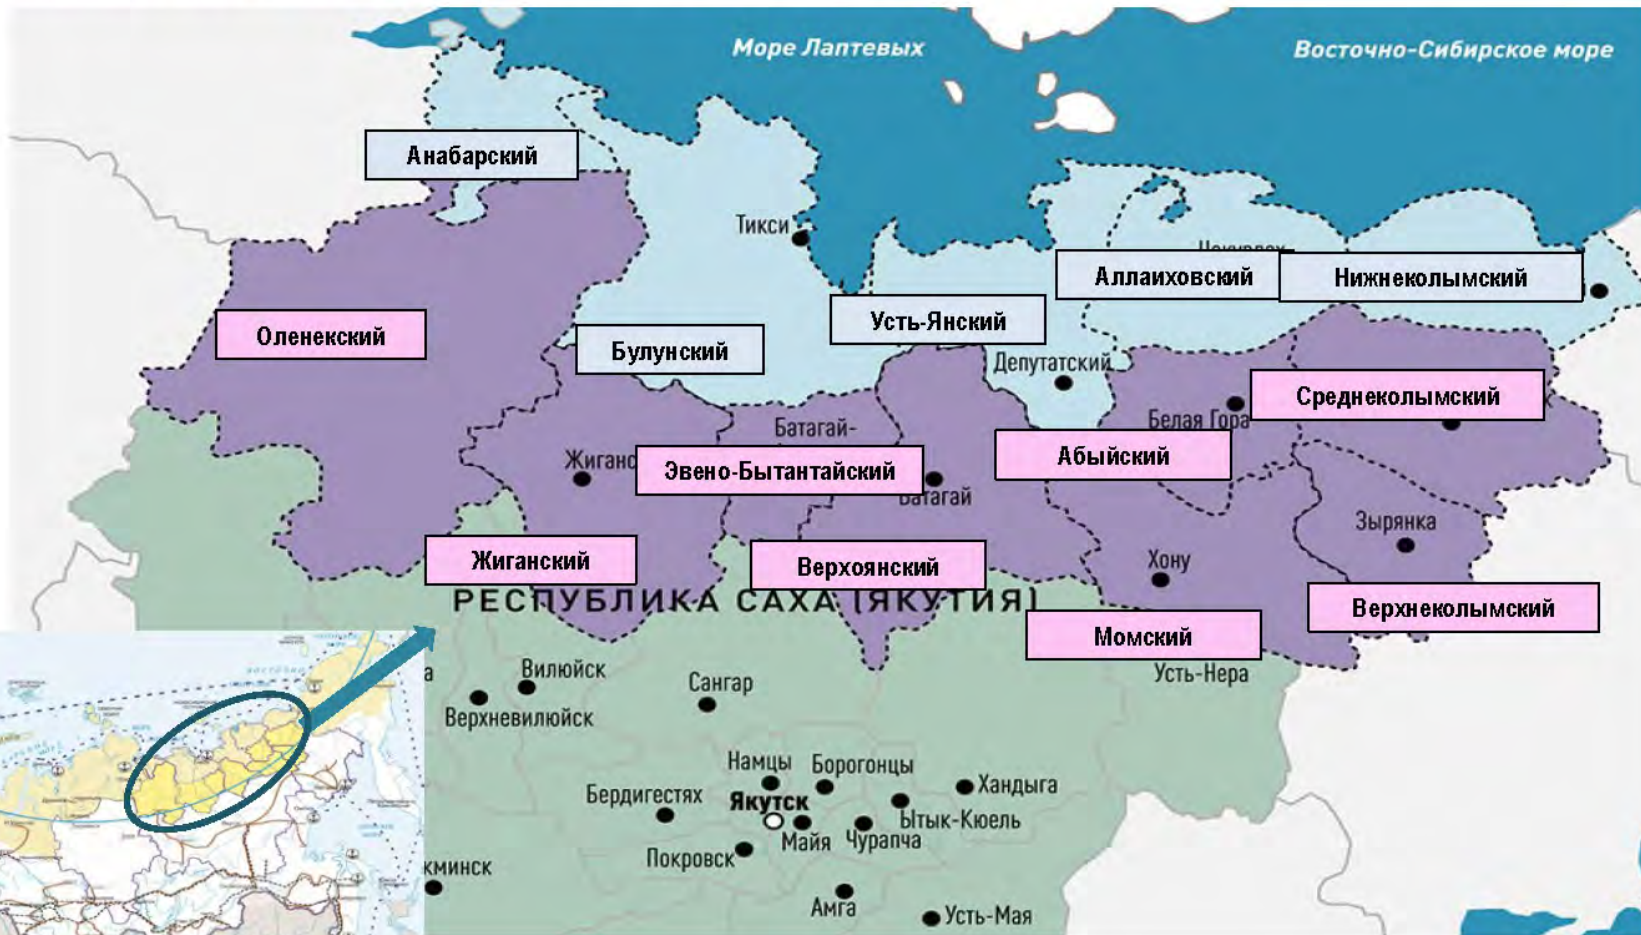 Море Лаптевых
Восточно-Сибирское море
Анабарский
Тикси
Аллаиховский
Нижнеколымский
Оленекский
Усть-Янский
Булунский
Депутатский
Среднеколымский
Белая Гора
Батагай-
Абыйский
Жиганс
Эвено-Бытантайский
Батагай
Зырянка
Жиганский
Верхоянский
Хону
РЕСПУБЛИКА САХА (ЯКУТИЯ)
Верхнеколымский
Момский
Вилюйск
Сангар
Усть-Нера
а
Верхневилюйск
Намцы
Борогонцы
Хандыга
Бердигестях
Якутск
Ытык-Кюель
Майя
Чурапча
Покровск
кминск
Амга
Усть-Мая